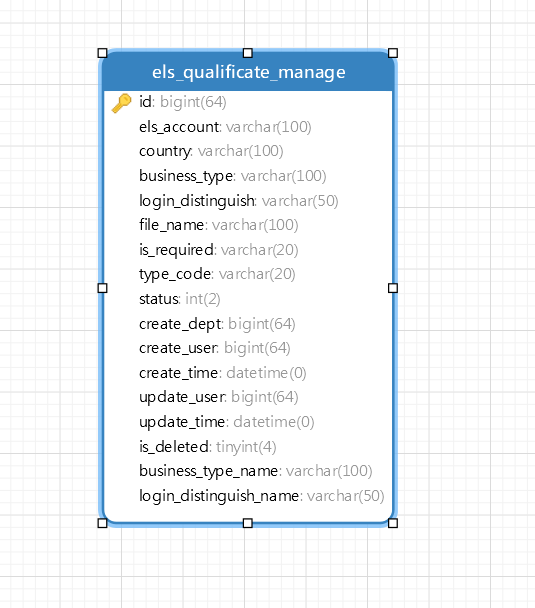 els_qualificate_manage
id: bigint(64)
els_account: varchar(100)
country: varchar(100)
business_type: varchar(100)
login_distinguish: varchar(50)
file_name: varchar(100)
is_required: varchar(20)
type_code: varchar(20)
status: int(2)
create_dept: bigint(64)
create_user: bigint(64)
create_time: datetime(0)
update_user: bigint(64)
update_time: datetime(0)
is_deleted: tinyint(4)
business_type_name: varchar(100)
login_distinguish_name: varchar(50)